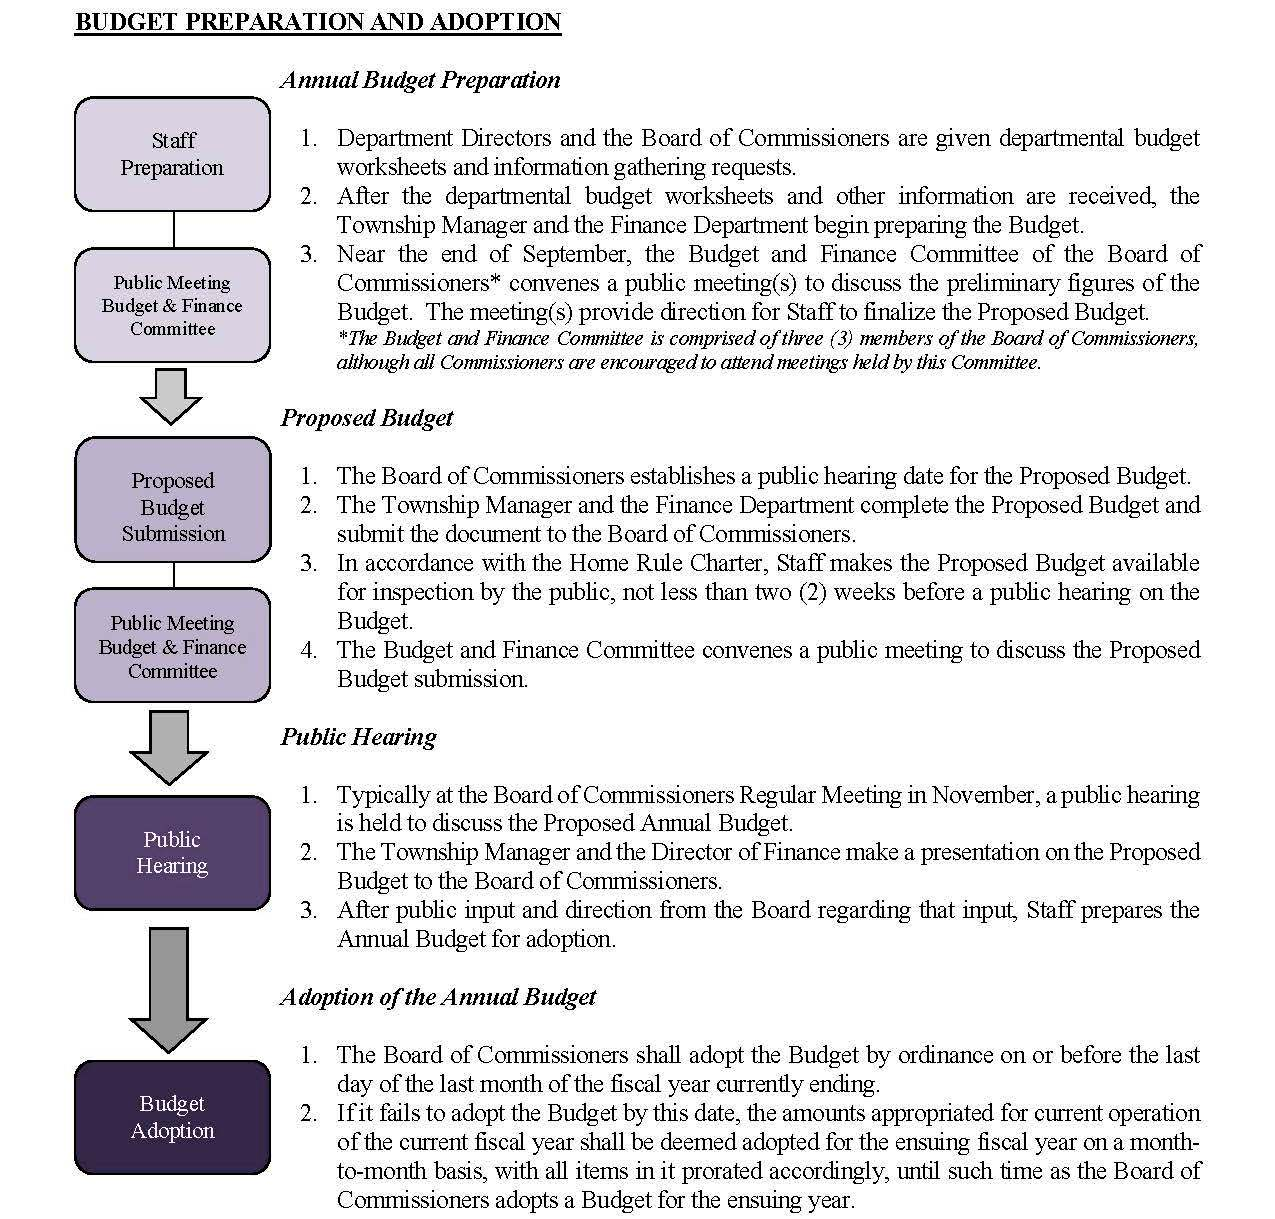 BUDGET PREPARATION AND ADOPTION
Annual Budget Preparation
Staff
Preparation
1. Department Directors and the Board of Commissioners are given departmental budget
worksheets and information gathering requests.
2. After the departmental budget worksheets and other information are received, the
Township Manager and the Finance Department begin preparing the Budget.
3. Near the end of September, the Budget and Finance Committee of the Board of
Commissioners* convenes a public meeting(s) to discuss the preliminary figures of the
Budget. The meeting(s) provide direction for Staff to finalize the Proposed Budget.
*The Budget and Finance Committee is comprised of three (3) members of the Board of Commissioners,
although all Commissioners are encouraged to attend meetings held by this Committee.
Public Meeting
Budget & Finance
Committee
Proposed Budget
Proposed
Budget
Submission
1. The Board of Commissioners establishes a public hearing date for the Proposed Budget.
2. The Township Manager and the Finance Department complete the Proposed Budget and
submit the document to the Board of Commissioners.
3. In accordance with the Home Rule Charter, Staff makes the Proposed Budget available
for inspection by the public, not less than two (2) weeks before a public hearing on the
Budget.
4. The Budget and Finance Committee convenes a public meeting to discuss the Proposed
Budget submission.
Public Meeting
Budget & Finance
Committee
Public Hearing
Public
Hearing
1. Typically at the Board of Commissioners Regular Meeting in November, a public hearing
is held to discuss the Proposed Annual Budget.
2. The Township Manager and the Director of Finance make a presentation on the Proposed
Budget to the Board of Commissioners.
3. After public input and direction from the Board regarding that input, Staff prepares the
Annual Budget for adoption.
Adoption of the Annual Budget
Budget
Adoption
1. The Board of Commissioners shall adopt the Budget by ordinance on or before the last
day of the last month of the fiscal year currently ending.
2. If it fails to adopt the Budget by this date, the amounts appropriated for current operation
of the current fiscal year shall be deemed adopted for the ensuing fiscal year on a month-
to-month basis, with all items in it prorated accordingly, until such time as the Board of
Commissioners adopts a Budget for the ensuing year.